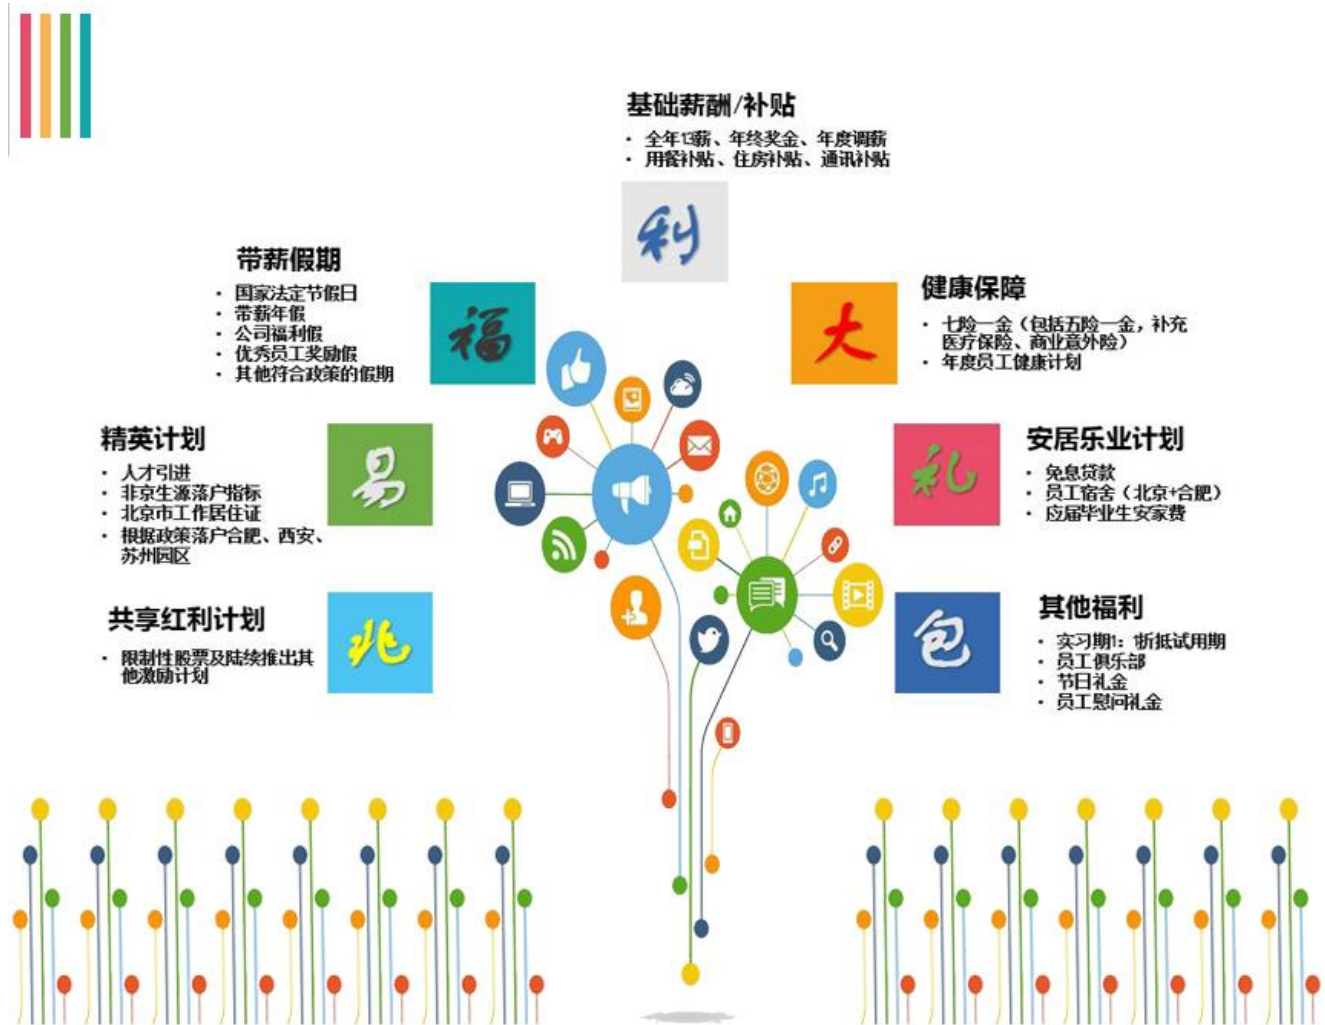 基础薪酬/补贴
• 全年13薪、年终奖金、年度调薪
• 用餐补贴、住房补贴、通讯补贴
利
带薪假期
• 国家法定节假日
• 带薪年假
• 公司福利假
• 优秀员工奖励假
• 其他符合政策的假期
福
大
健康保障
• 七险一金（包括五险一金，补充
医疗保险、商业意外险）
• 年度员工健康计划
精英计划
• 人才引进
• 非京生源落户指标
• 北京市工作居住证
• 根据政策落户合肥、西安、
苏州园区
易
礼
安居乐业计划
• 免息贷款
• 员工宿舍（北京+合肥）
• 应届毕业生安家费
共享红利计划
• 限制性股票及陆续推出其
他激励计划
兆
包
其他福利
• 实习期1：1折抵试用期
• 员工俱乐部
• 节日礼金
• 员工慰问礼金